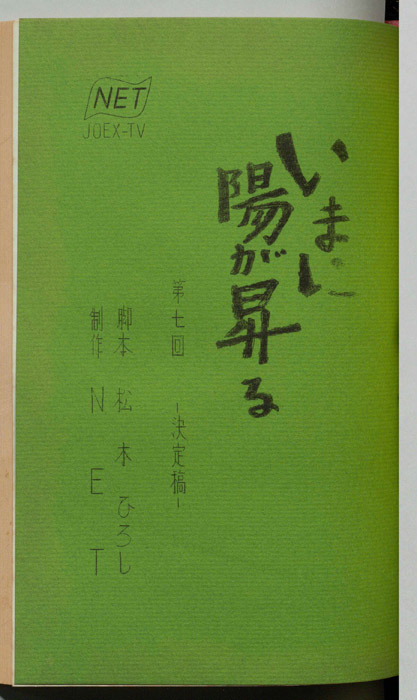 NET
JOEX-TV
いまに
陽が昇る
第七回 -決定稿-
脚本 松木ひろし
制作 NET